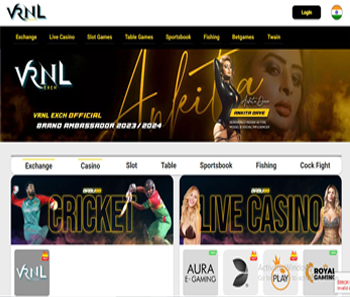 VRNL
Login
Exchange Live Casino Slot Games Table Games Sportsbook Fishing Betgames Twain
VRNL
EXCH
Ankita
VRNL EXCH OFFICIAL
BRAND AMBASSADOR 2023/2024
Ankita Dave
ANKITA DAVE
Exchange Casino Slot Table Sportsbook Fishing Cock Fight
CRICKET
LIVE CASINO
VRNL
AURA
E-GAMING
PLAY
ROYAL
GAMING